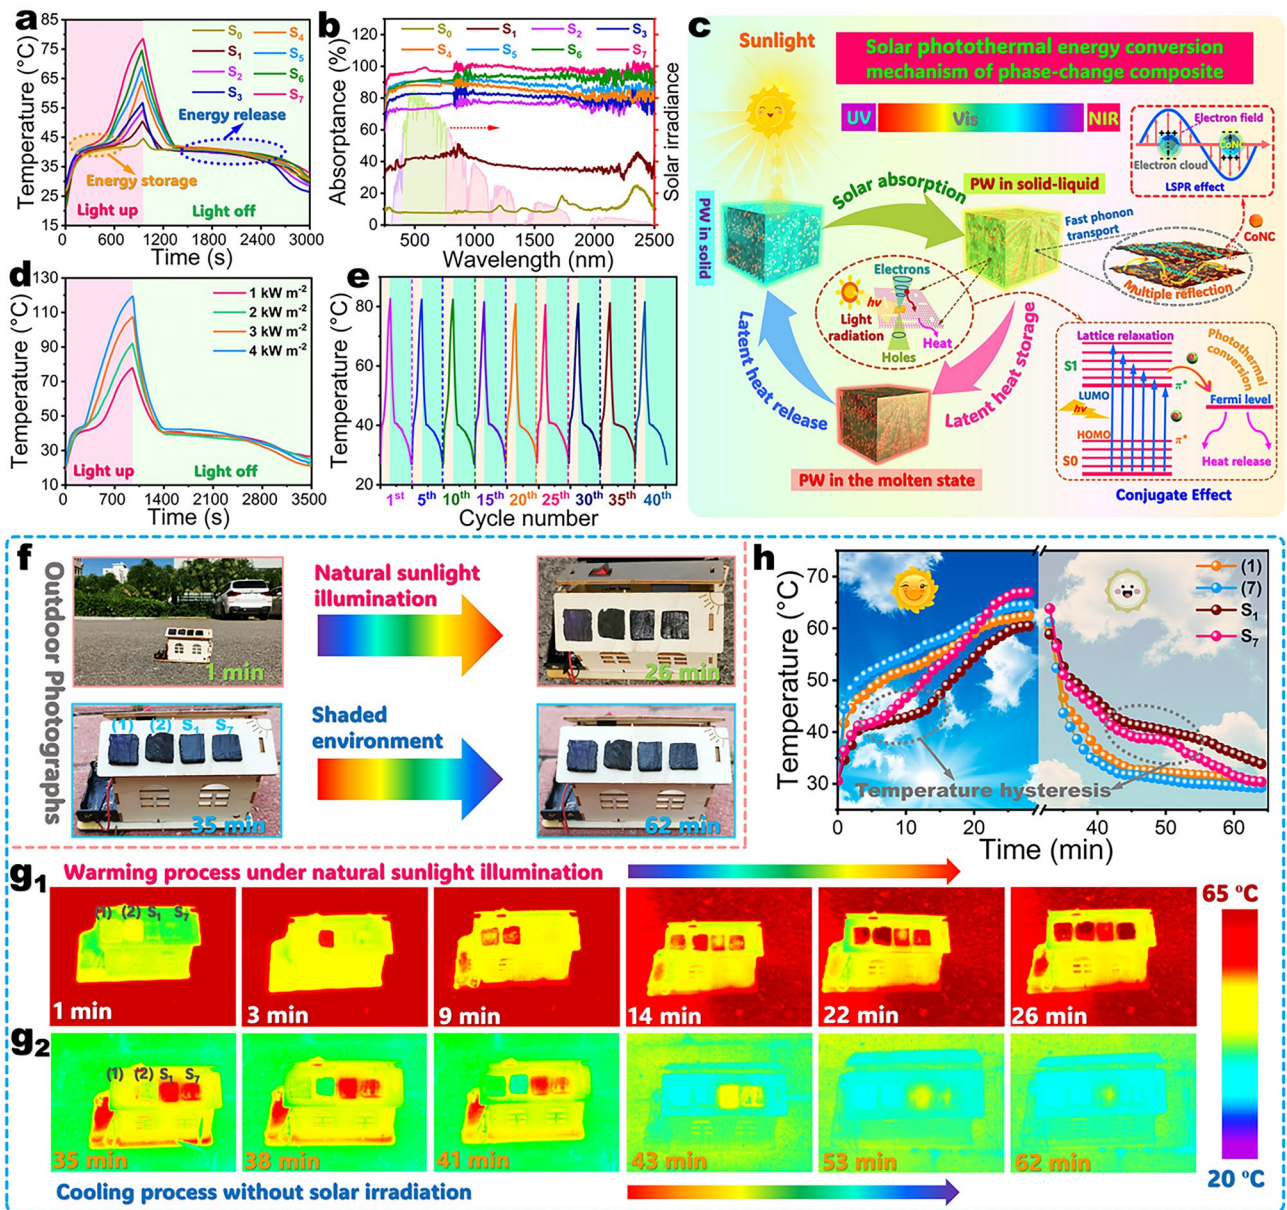 a
Temperature (°C)
85
75
65
55
45
35
25
15
S0
S1
S2
S3
S4
S5
S6
S7
Energy release
Energy storage
Light up
Light off
0
600
1200
1800
2400
3000
Time (s)
b
Absorptance (%)
120
100
80
60
40
20
0
S0
S1
S2
S3
S4
S5
S6
S7
Solar irradiance
500
1000
1500
2000
2500
Wavelength (nm)
c
Sunlight
Solar photothermal energy conversion
mechanism of phase-change composite
UV
Vis
NIR
Electron field
Electron cloud
CoNC
LSPR effect
CoNC
PW in solid
Solar absorption
PW in solid-liquid
Fast phonon
transport
Multiple reflection
Electrons
hv
Light
radiation
Heat
Holes
Latent heat release
Latent heat storage
PW in the molten state
Lattice relaxation
S1
π*
LUMO
hv
HOMO
π*
S0
Photothermal
conversion
Fermi level
Heat release
Conjugate Effect
d
Temperature (°C)
130
110
90
70
50
30
10
1 kW m-2
2 kW m-2
3 kW m-2
4 kW m-2
Light up
Light off
0
700
1400
2100
2800
3500
Time (s)
e
Temperature (°C)
80
60
40
20
1st
5th
10th
15th
20th
25th
30th
35th
40th
Cycle number
f
Outdoor Photographs
1 min
Natural sunlight
illumination
26 min
(1) (2) S1 S7
35 min
Shaded
environment
62 min
h
Temperature (°C)
70
60
50
40
30
(1)
(7)
S1
S7
Temperature hysteresis
0
10
20
40
50
60
Time (min)
g1
Warming process under natural sunlight illumination
(1) (2) S1 S7
1 min
3 min
9 min
14 min
22 min
26 min
65 °C
g2
(1) (2) S1 S7
35 min
38 min
41 min
43 min
53 min
62 min
20 °C
Cooling process without solar irradiation